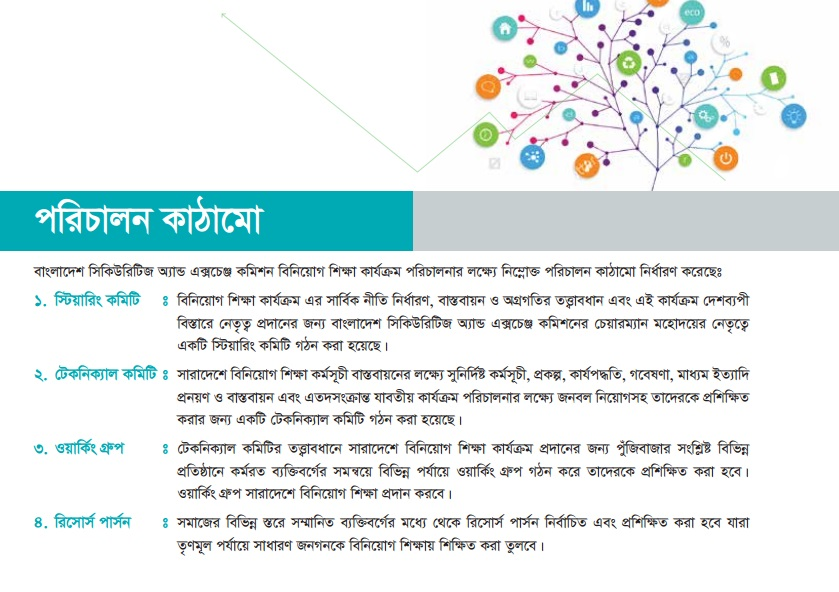 eco
পরিচালন কাঠামো
বাংলাদেশ সিকিউরিটিজ অ্যান্ড এক্সচেঞ্জ কমিশন বিনিয়োগ শিক্ষা কার্যক্রম পরিচালনার লক্ষ্যে নিম্নোক্ত পরিচালন কাঠামো নির্ধারণ করেছেঃ
১. স্টিয়ারিং কমিটি ঃ বিনিয়োগ শিক্ষা কার্যক্রম এর সার্বিক নীতি নির্ধারণ, বাস্তবায়ন ও অগ্রগতির তত্ত্বাবধান এবং এই কার্যক্রম দেশব্যপী
বিস্তারে নেতৃত্ব প্রদানের জন্য বাংলাদেশ সিকিউরিটিজ অ্যান্ড এক্সচেঞ্জ কমিশনের চেয়ারম্যান মহোদয়ের নেতৃত্বে
একটি স্টিয়ারিং কমিটি গঠন করা হয়েছে।
২. টেকনিক্যাল কমিটি ঃ সারাদেশে বিনিয়োগ শিক্ষা কর্মসূচী বাস্তবায়নের লক্ষ্যে সুনির্দিষ্ট কর্মসূচী, প্রকল্প, কার্যপদ্ধতি, গবেষণা, মাধ্যম ইত্যাদি
প্রনয়ণ ও বাস্তবায়ন এবং এতদসংক্রান্ত যাবতীয় কার্যক্রম পরিচালনার লক্ষ্যে জনবল নিয়োগসহ তাদেরকে প্রশিক্ষিত
করার জন্য একটি টেকনিক্যাল কমিটি গঠন করা হয়েছে।
৩. ওয়ার্কিং গ্রুপ ঃ টেকনিক্যাল কমিটির তত্ত্বাবধানে সারাদেশে বিনিয়োগ শিক্ষা কার্যক্রম প্রদানের জন্য পুঁজিবাজার সংশ্লিষ্ট বিভিন্ন
প্রতিষ্ঠানে কর্মরত ব্যক্তিবর্গের সমন্বয়ে বিভিন্ন পর্যায়ে ওয়ার্কিং গ্রুপ গঠন করে তাদেরকে প্রশিক্ষিত করা হবে।
ওয়ার্কিং গ্রুপ সারাদেশে বিনিয়োগ শিক্ষা প্রদান করবে।
৪. রিসোর্স পার্সন ঃ সমাজের বিভিন্ন স্তরে সম্মানিত ব্যক্তিবর্গের মধ্যে থেকে রিসোর্স পার্সন নির্বাচিত এবং প্রশিক্ষিত করা হবে যারা
তৃণমূল পর্যায়ে সাধারণ জনগনকে বিনিয়োগ শিক্ষায় শিক্ষিত করা তুলবে।